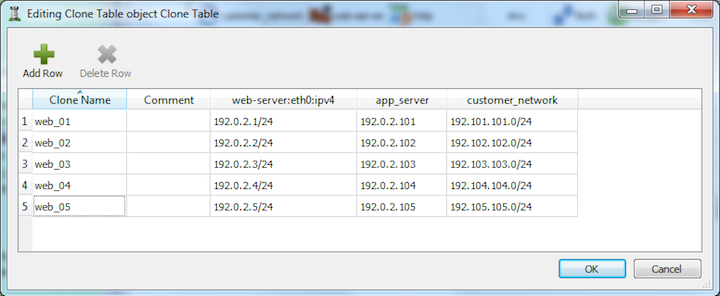 Editing Clone Table object Clone Table
Add Row Delete Row
Clone Name Comment web-server:eth0:ipv4 app_server customer_network
1 web_01 192.0.2.1/24 192.0.2.101 192.101.101.0/24
2 web_02 192.0.2.2/24 192.0.2.102 192.102.102.0/24
3 web_03 192.0.2.3/24 192.0.2.103 192.103.103.0/24
4 web_04 192.0.2.4/24 192.0.2.104 192.104.104.0/24
5 web_05 192.0.2.5/24 192.0.2.105 192.105.105.0/24
OK Cancel